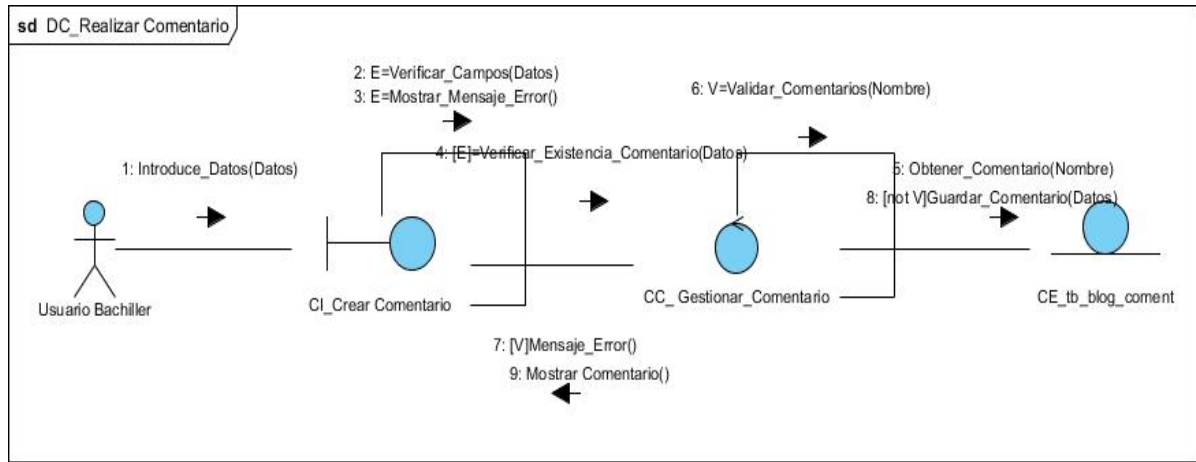 sd DC_Realizar Comentario
2: E=Verificar_Campos(Datos)
3: E=Mostrar_Mensaje_Error()
6: V=Validar_Comentarios(Nombre)
4: [E]=Verificar_Existencia_Comentario(Datos)
1: Introduce_Datos(Datos)
5: Obtener_Comentario(Nombre)
8: [not V]Guardar_Comentario(Datos)
Usuario Bachiller
CI_Crear Comentario
CC_ Gestionar_Comentario
CE_tb_blog_coment
7: [V]Mensaje_Error()
9: Mostrar Comentario()